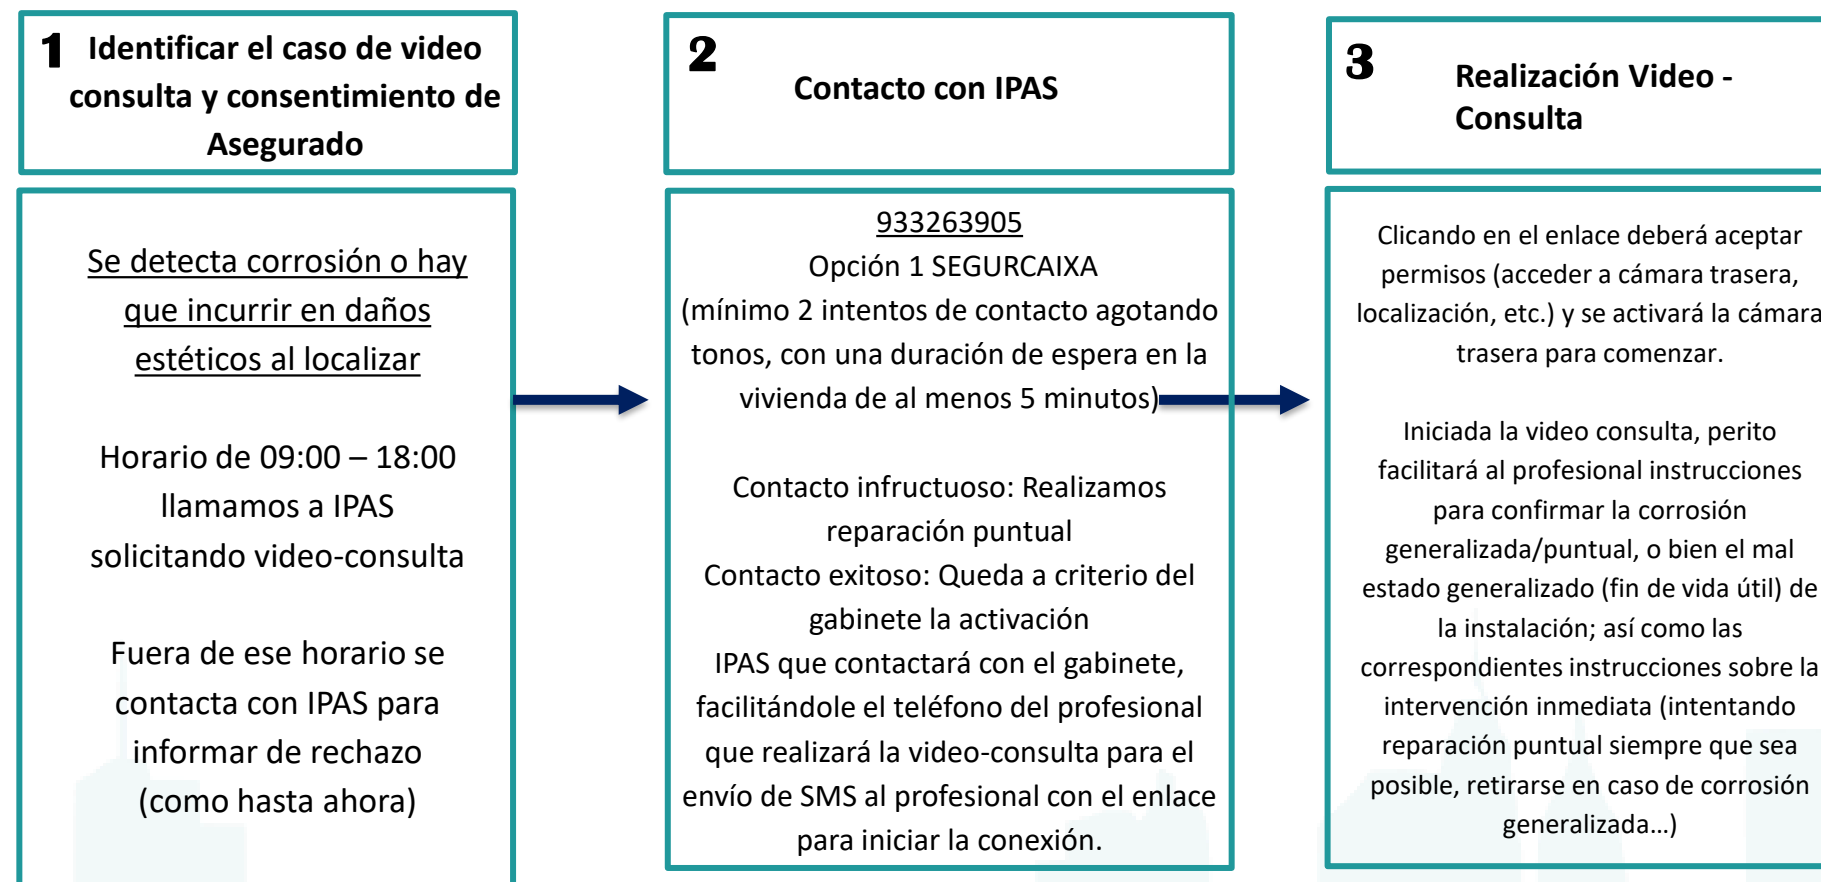 1 Identificar el caso de video
consulta y consentimiento de
Asegurado
Se detecta corrosión o hay
que incurrir en daños
estéticos al localizar
Horario de 09:00 – 18:00
llamamos a IPAS
solicitando video-consulta
Fuera de ese horario se
contacta con IPAS para
informar de rechazo
(como hasta ahora)
2
Contacto con IPAS
933263905
Opción 1 SEGURCAIXA
(mínimo 2 intentos de contacto agotando
tonos, con una duración de espera en la
vivienda de al menos 5 minutos)
Contacto infructuoso: Realizamos
reparación puntual
Contacto exitoso: Queda a criterio del
gabinete la activación
IPAS que contactará con el gabinete,
facilitándole el teléfono del profesional
que realizará la video-consulta para el
envío de SMS al profesional con el enlace
para iniciar la conexión.
3
Realización Video -
Consulta
Clicando en el enlace deberá aceptar
permisos (acceder a cámara trasera,
localización, etc.) y se activará la cámara
trasera para comenzar.
Iniciada la video consulta, perito
facilitará al profesional instrucciones
para confirmar la corrosión
generalizada/puntual, o bien el mal
estado generalizado (fin de vida útil) de
la instalación; así como las
correspondientes instrucciones sobre la
intervención inmediata (intentando
reparación puntual siempre que sea
posible, retirarse en caso de corrosión
generalizada…)